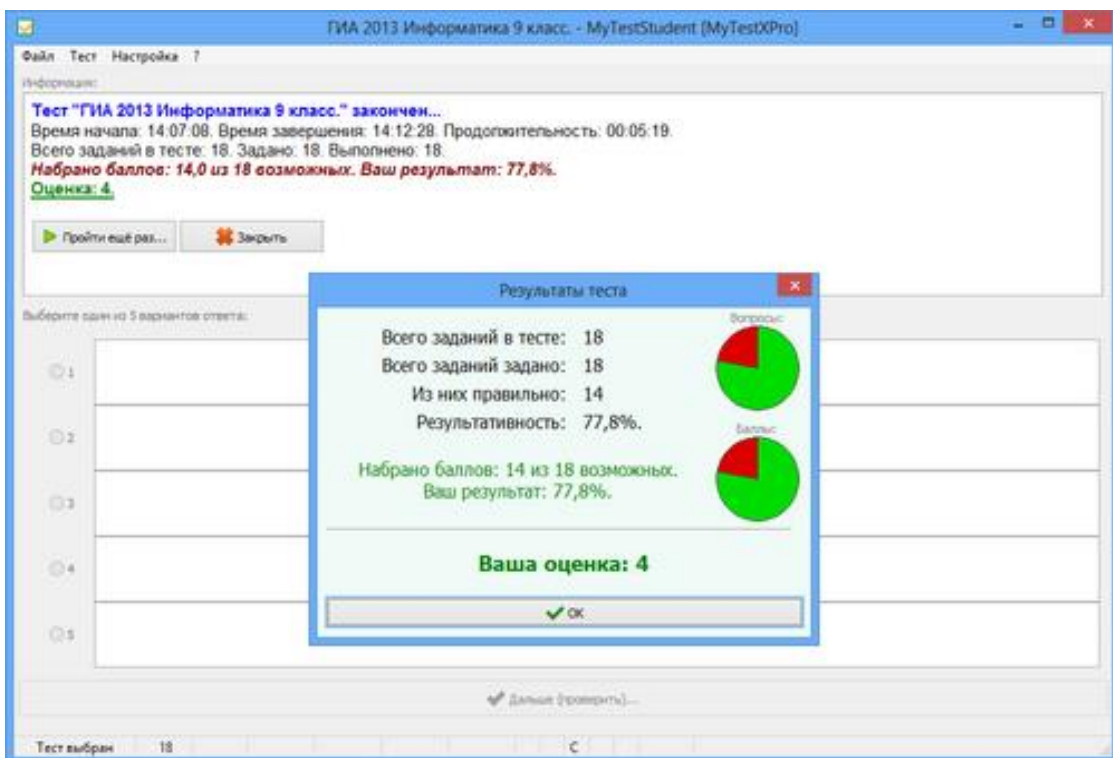 ГИА 2013 Информатика 9 класс. - MyTestStudent [MyTestXPro]
Файл Тест Настройка ?
Информация:
Тест "ГИА 2013 Информатика 9 класс." закончен...
Время начала: 14:07:08. Время завершения: 14:12:28. Продолжительность: 00:05:19.
Всего заданий в тесте: 18. Задано: 18. Выполнено: 18.
Набрано баллов: 14,0 из 18 возможных. Ваш результат: 77,8%.
Оценка: 4.
Пройти ещё раз... Закрыть
Выберите один из 5 вариантов ответа:
1
2
3
4
5
Результаты теста
Вопросы:
Всего заданий в тесте: 18
Всего заданий задано: 18
Из них правильно: 14
Результативность: 77,8%.
Баллы:
Набрано баллов: 14 из 18 возможных.
Ваш результат: 77,8%.
Ваша оценка: 4
OK
Дальше (проверить)...
Тест выбран 18 С